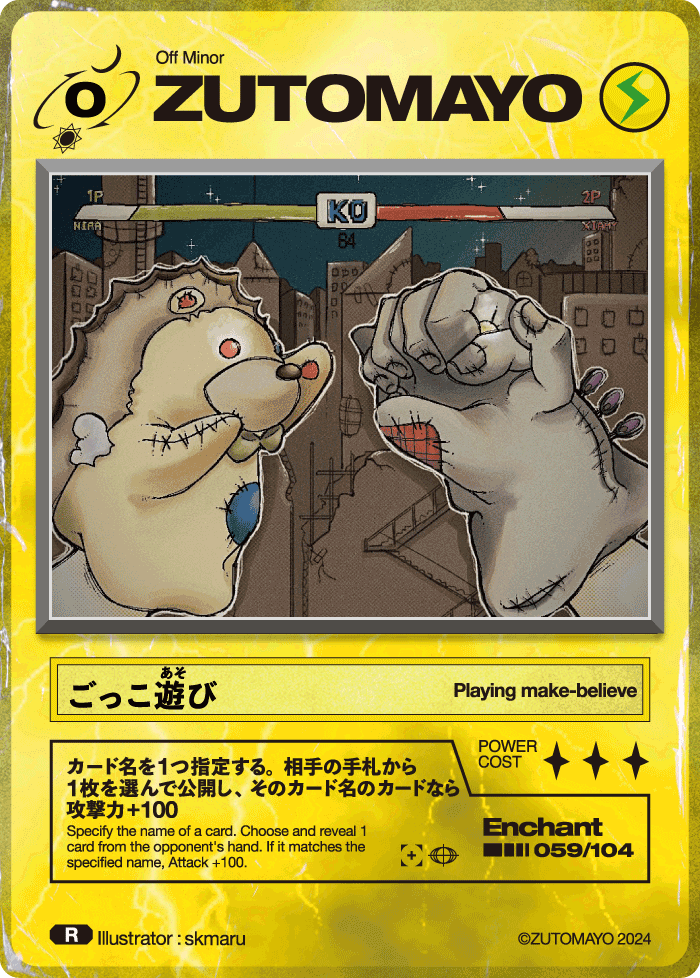 Off Minor
ZUTOMAYO
1P
KO
2P
NIRA
84
ごっこ遊び
あそ
Playing make-believe
カード名を1つ指定する。相手の手札から
1枚を選んで公開し、そのカード名のカードなら
攻撃力+100
Specify the name of a card. Choose and reveal 1
card from the opponent's hand. If it matches the
specified name, Attack +100.
POWER
COST
Enchant
059/104
R
Illustrator : skmaru
©ZUTOMAYO 2024